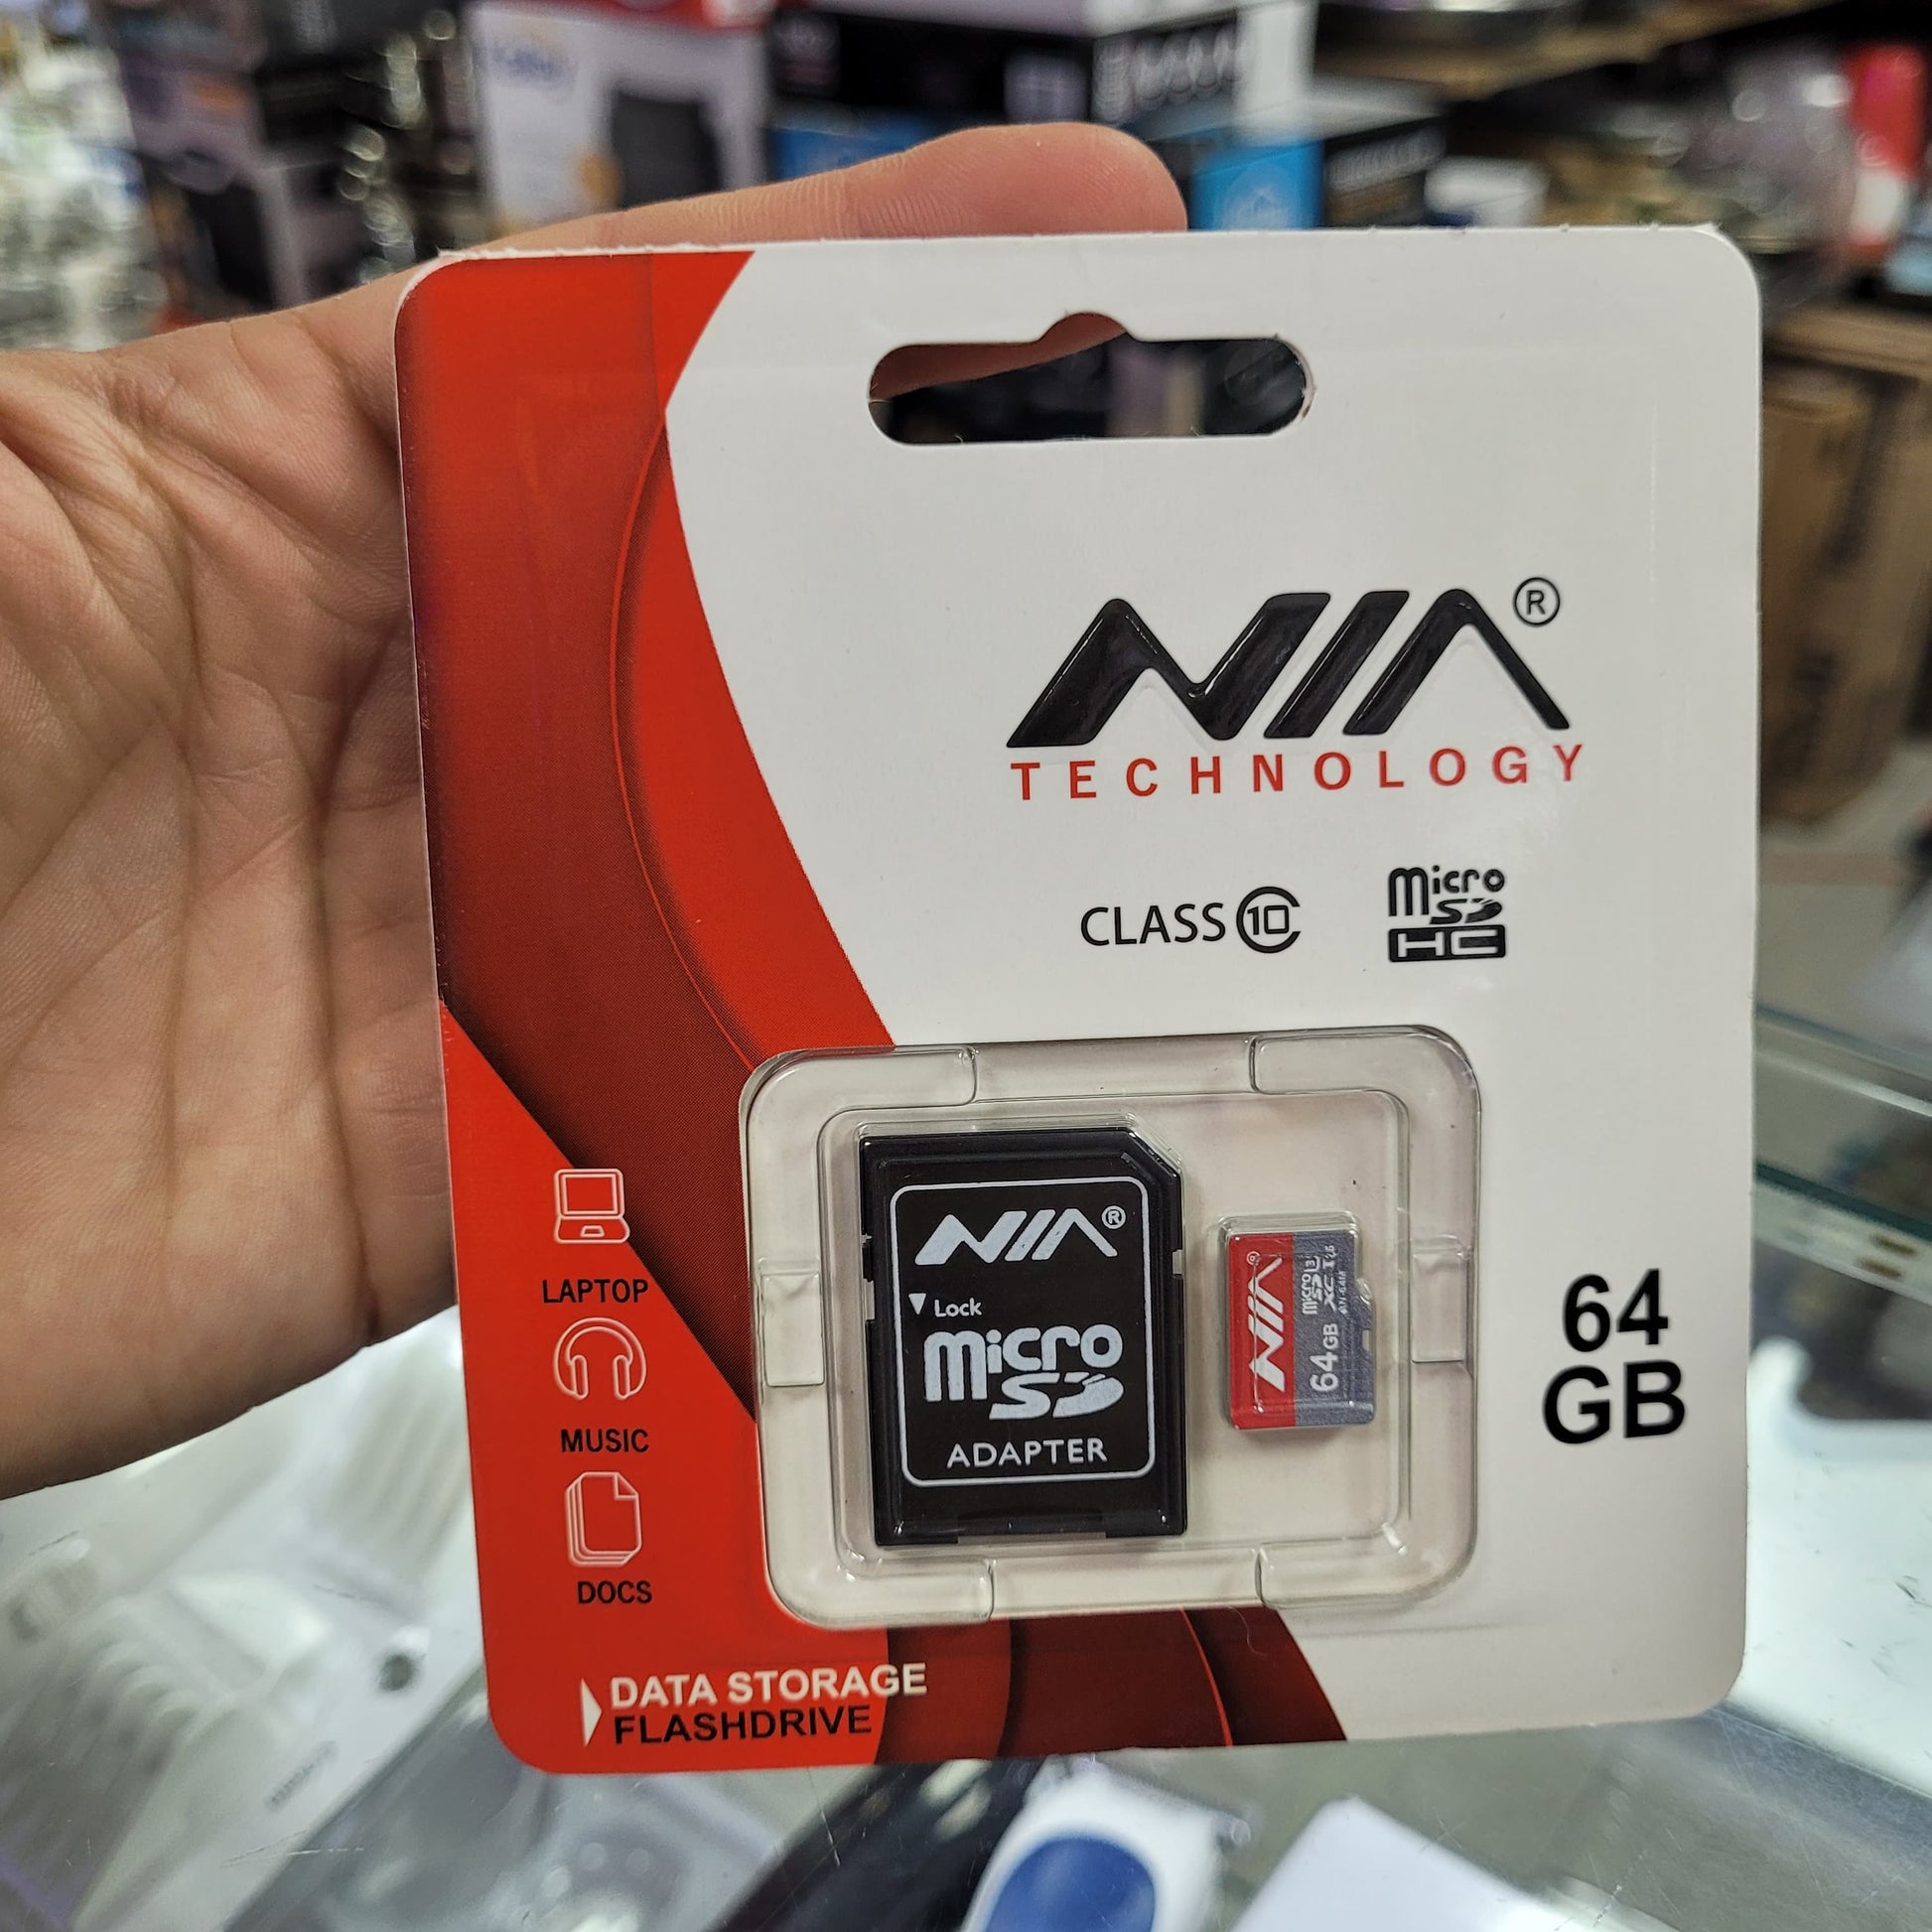 NIA®
TECHNOLOGY
CLASS 10
micro
SD
HC
NIA®
Lock
micro
SD
ADAPTER
NIA®
64GB
micro
SD
XC I
64
GB
LAPTOP
MUSIC
DOCS
DATA STORAGE
FLASHDRIVE